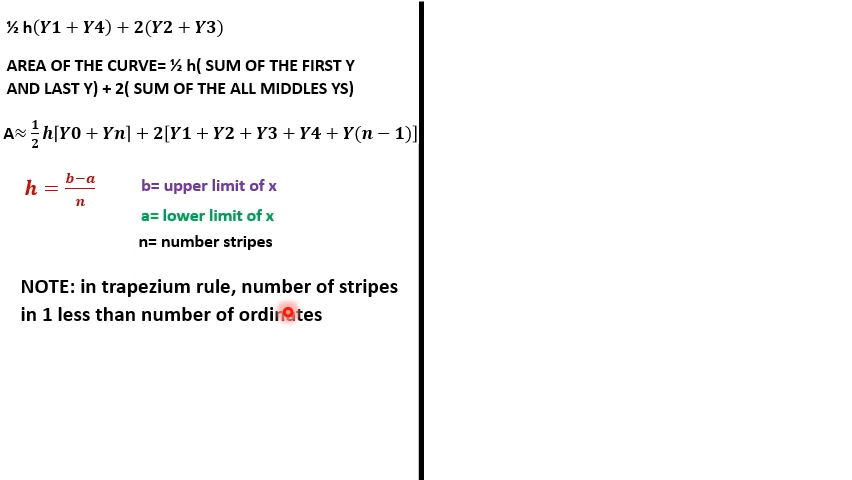 ½ h(Y1 + Y4) + 2(Y2 + Y3)
AREA OF THE CURVE= ½ h( SUM OF THE FIRST Y
AND LAST Y) + 2( SUM OF THE ALL MIDDLES YS)
A≈ 1/2 h[Y0 + Yn] + 2[Y1 + Y2 + Y3 + Y4 + Y(n − 1)]
h = b−a/n
b= upper limit of x
a= lower limit of x
n= number stripes
NOTE: in trapezium rule, number of stripes
in 1 less than number of ordinates